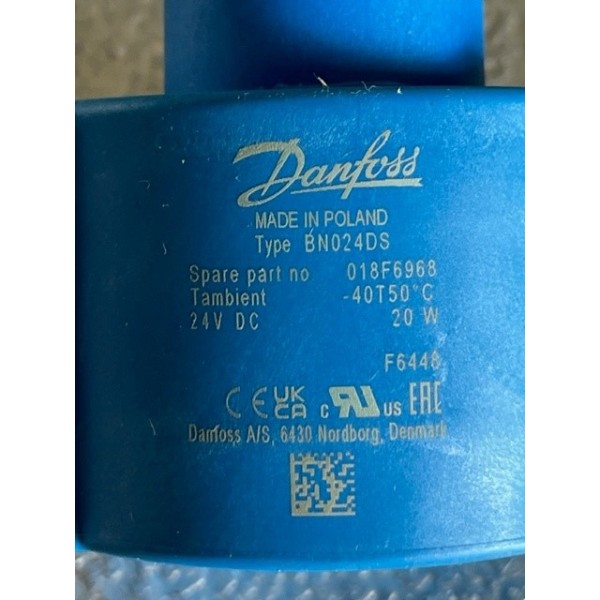 Danfoss
MADE IN POLAND
Type BN024DS
Spare part no 018F6968
Tambient -40T50°C
24V DC 20 W
F6448
CE UK CA c RU us EAC
Danfoss A/S, 6430 Nordborg, Denmark